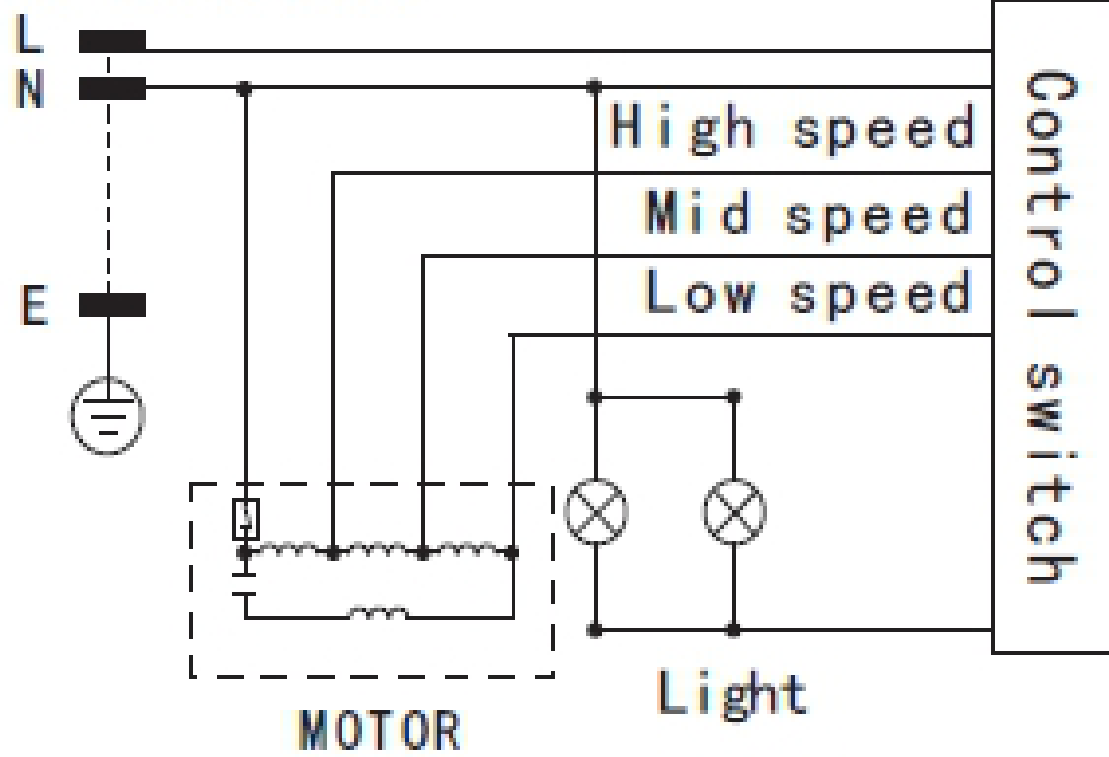 L
N
High speed
Mid speed
Low speed
E
Control switch
Light
MOTOR